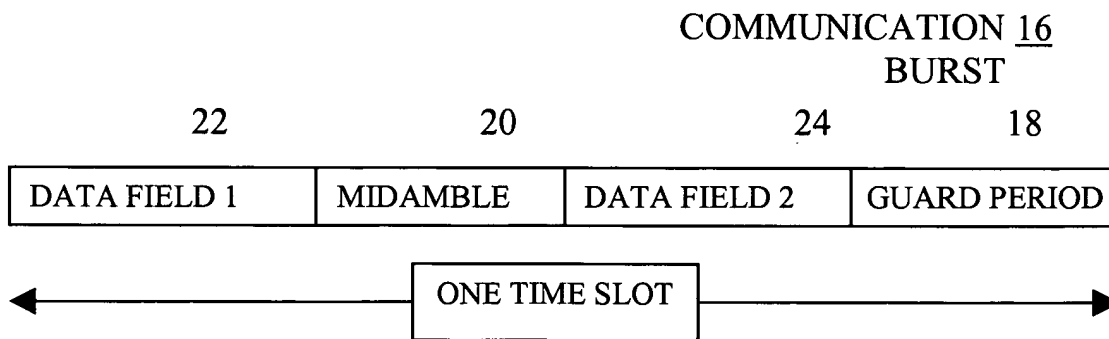 COMMUNICATION 16
BURST
22 20 24 18
DATA FIELD 1 MIDAMBLE DATA FIELD 2 GUARD PERIOD
ONE TIME SLOT